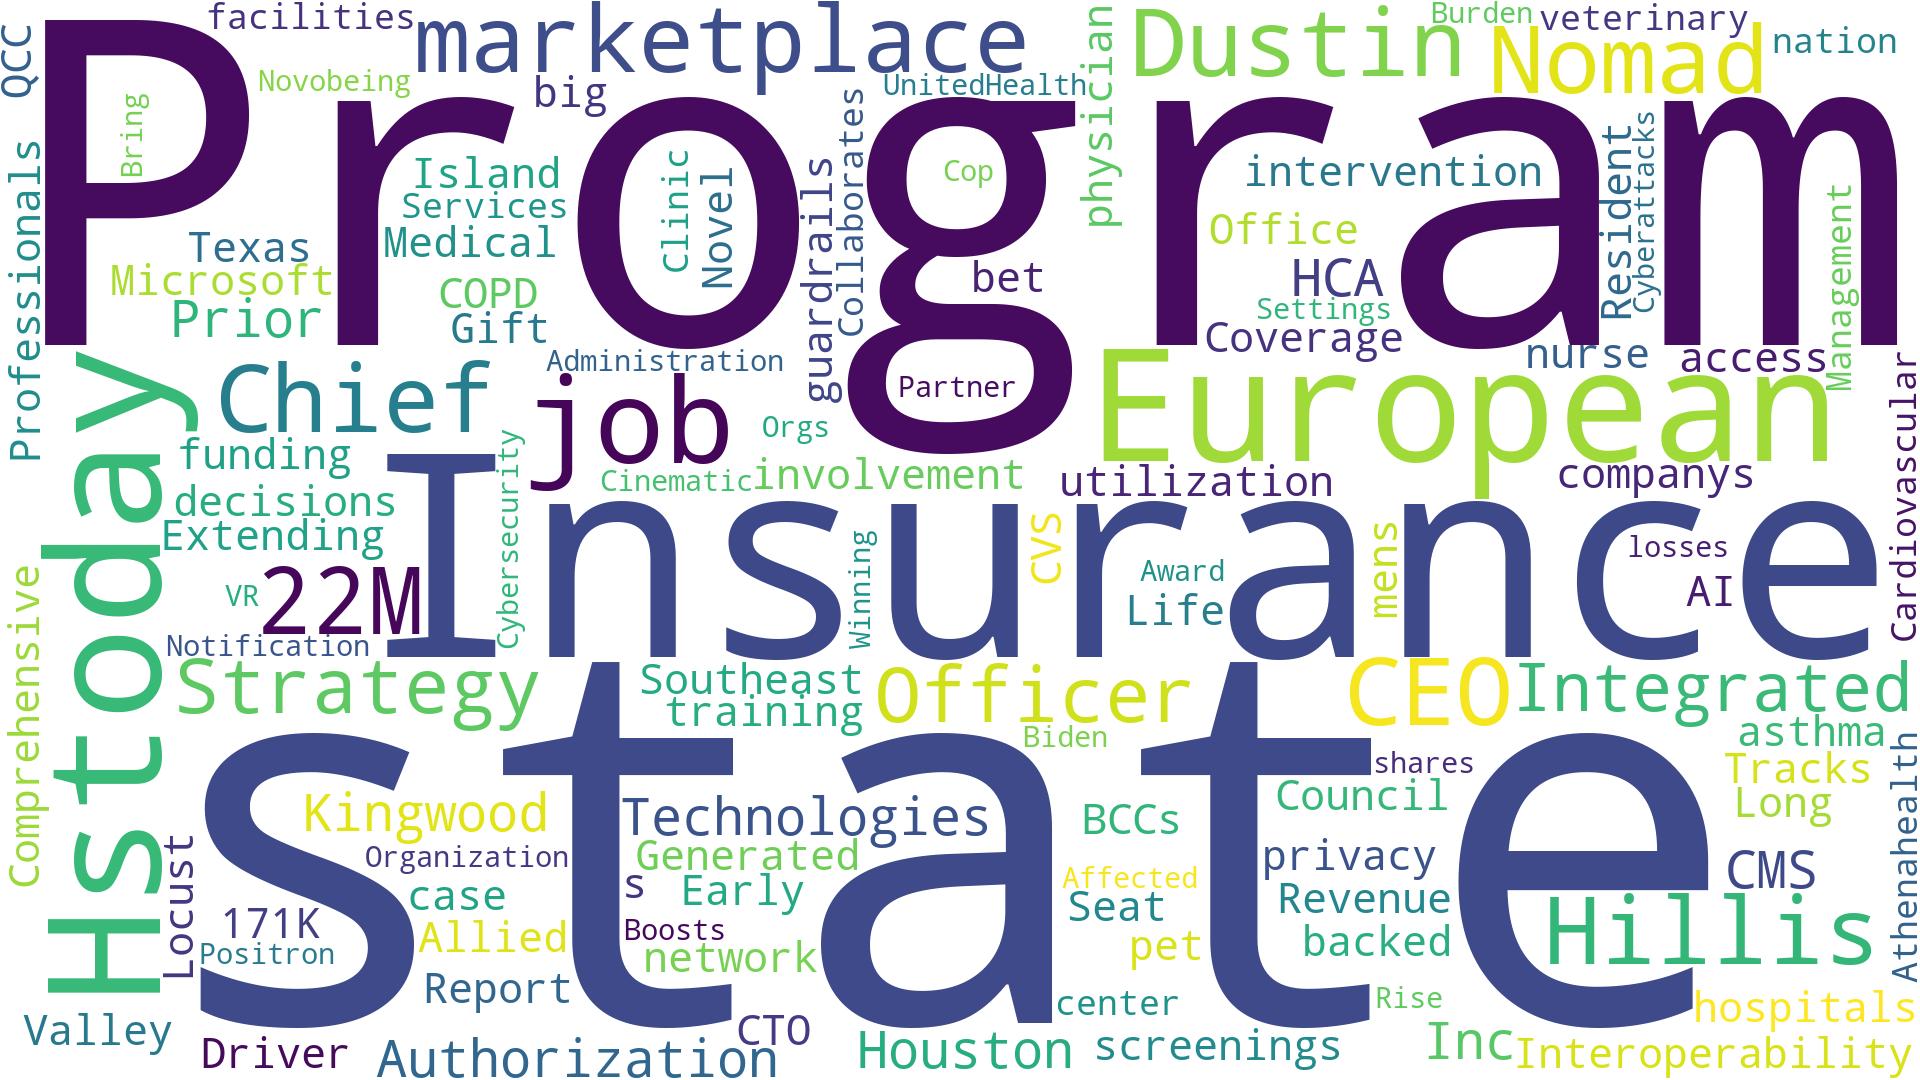 facilities
marketplace
Dustin
Burden
veterinary
Nomad
nation
QCC
Novobeing
big
UnitedHealth
physician
Program
Bring
Professionals
Island
Services
Medical
Clinic
Novel
guardrails
Collaborates
Cop
intervention
Resident
Cyberattacks
Management
Texas
Microsoft
Prior
COPD
Gift
bet
Office
HCA
Settings
Coverage
nurse
access
Administration
Partner
Chief
job
Orgs
European
Cardiovascular
Hstoday
funding
decisions
Extending
Cybersecurity
Cinematic
involvement
utilization
companys
Insurance
VR
22M
Notification
Winning
CVS
Award
Life
mens
losses
AI
Comprehensive
Strategy
Southeast
training
Officer
Biden
CEO
Integrated
asthma
state
shares
Tracks
Long
Athenahealth
Kingwood
Technologies
BCCs
Council
Organization
Generated
privacy
Locust
case
s
Early
Affected
Seat
Revenue
CMS
171K
Positron
Allied
Boosts
network
pet
backed
Hillis
Report
center
Rise
hospitals
Valley
Driver
Authorization
CTO
Houston
screenings
Inc
Interoperability